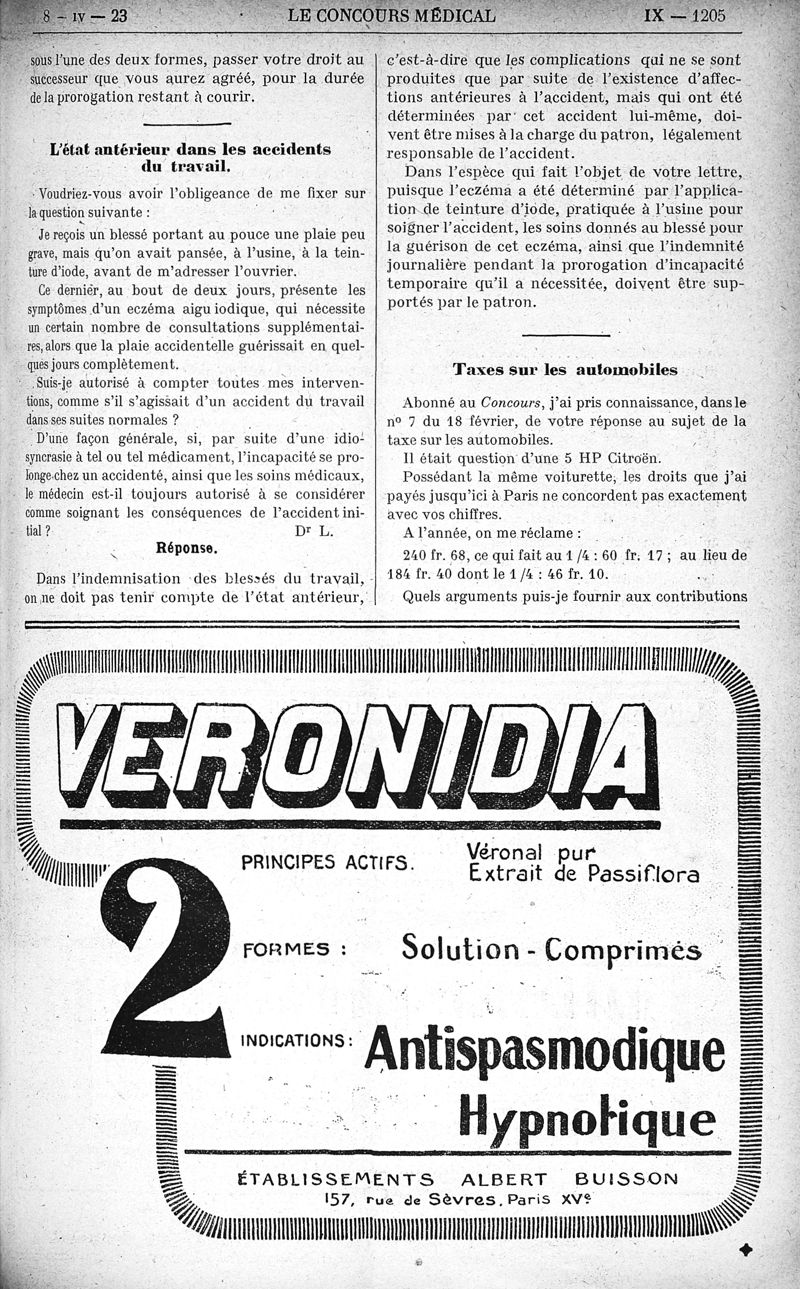 8 – IV – 23 LE CONCOURS MÉDICAL IX – 1205
sous l'une des deux formes, passer votre droit au
successeur que vous aurez agréé, pour la durée
de la prorogation restant à courir.
L'état antérieur dans les accidents
du travail.
Voudriez-vous avoir l'obligeance de me fixer sur
la question suivante :
Je reçois un blessé portant au pouce une plaie peu
grave, mais qu'on avait pansée, à l'usine, à la tein-
ture d'iode, avant de m'adresser l'ouvrier.
Ce dernier, au bout de deux jours, présente les
symptômes d'un eczéma aigu iodique, qui nécessite
un certain nombre de consultations supplémentai-
res, alors que la plaie accidentelle guérissait en quel-
ques jours complètement.
Suis-je autorisé à compter toutes mes interven-
tions, comme s'il s'agissait d'un accident du travail
dans ses suites normales ?
D'une façon générale, si, par suite d'une idio-
syncrasie à tel ou tel médicament, l'incapacité se pro-
longe chez un accidenté, ainsi que les soins médicaux,
le médecin est-il toujours autorisé à se considérer
comme soignant les conséquences de l'accident ini-
tial ? Dr L.
Réponse.
Dans l'indemnisation des blessés du travail,
on ne doit pas tenir compte de l'état antérieur,
c'est-à-dire que les complications qui ne se sont
produites que par suite de l'existence d'affec-
tions antérieures à l'accident, mais qui ont été
déterminées par cet accident lui-même, doi-
vent être mises à la charge du patron, légalement
responsable de l'accident.
Dans l'espèce qui fait l'objet de votre lettre,
puisque l'eczéma a été déterminé par l'applica-
tion de teinture d'iode, pratiquée à l'usine pour
soigner l'accident, les soins donnés au blessé pour
la guérison de cet eczéma, ainsi que l'indemnité
journalière pendant la prorogation d'incapacité
temporaire qu'il a nécessitée, doivent être sup-
portés par le patron.
Taxes sur les automobiles
Abonné au Concours, j'ai pris connaissance, dans le
nº 7 du 18 février, de votre réponse au sujet de la
taxe sur les automobiles.
Il était question d'une 5 HP Citroën.
Possédant la même voiturette, les droits que j'ai
payés jusqu'ici à Paris ne concordent pas exactement
avec vos chiffres.
A l'année, on me réclame :
240 fr. 68, ce qui fait au 1/4 : 60 fr. 17 ; au lieu de
184 fr. 40 dont le 1/4 : 46 fr. 10.
Quels arguments puis-je fournir aux contributions
VERONIDIA
2
PRINCIPES ACTIFS. Véronal pur
Extrait de Passiflora
FORMES : Solution - Comprimés
INDICATIONS : Antispasmodique
Hypnotique
ÉTABLISSEMENTS ALBERT BUISSON
157, rue de Sèvres, Paris XVe